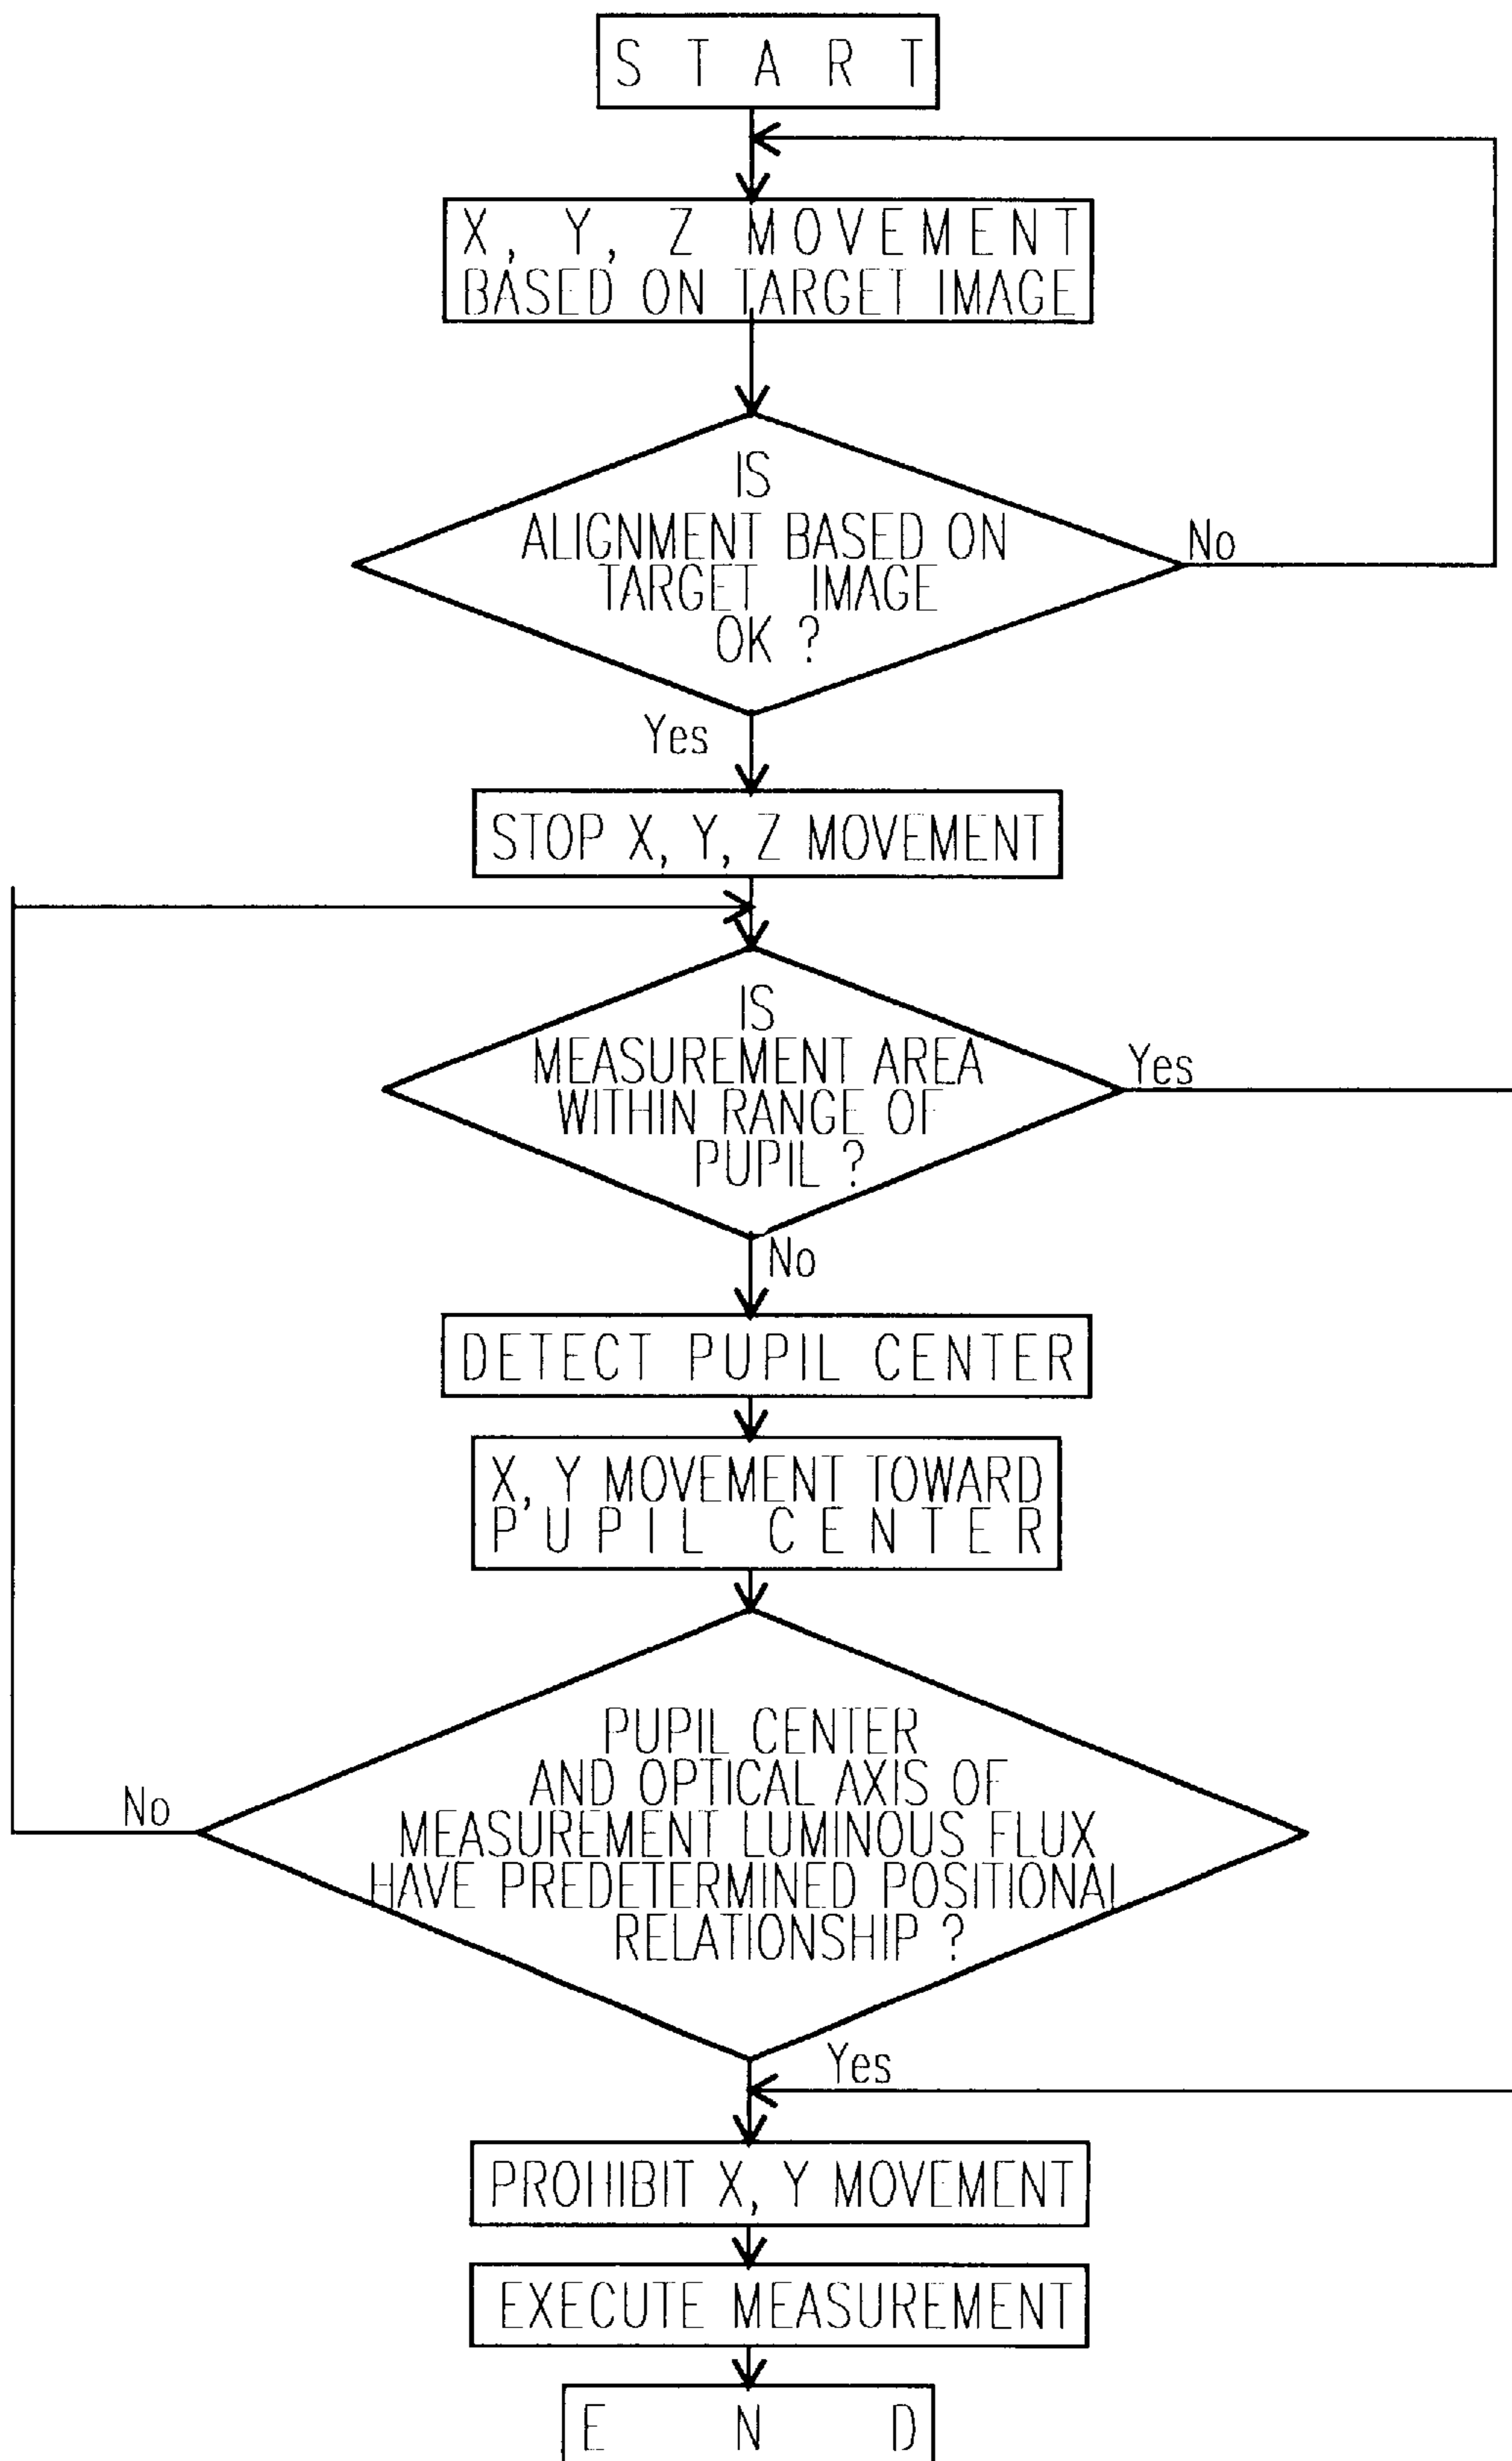 START
X, Y, Z MOVEMENT
BASED ON TARGET IMAGE
IS
ALIGNMENT BASED ON
TARGET IMAGE
OK ?
No
Yes
STOP X, Y, Z MOVEMENT
IS
MEASUREMENT AREA
WITHIN RANGE OF
PUPIL ?
Yes
No
DETECT PUPIL CENTER
X, Y MOVEMENT TOWARD
PUPIL CENTER
PUPIL CENTER
AND OPTICAL AXIS OF
MEASUREMENT LUMINOUS FLUX
HAVE PREDETERMINED POSITIONAL
RELATIONSHIP ?
No
Yes
PROHIBIT X, Y MOVEMENT
EXECUTE MEASUREMENT
END